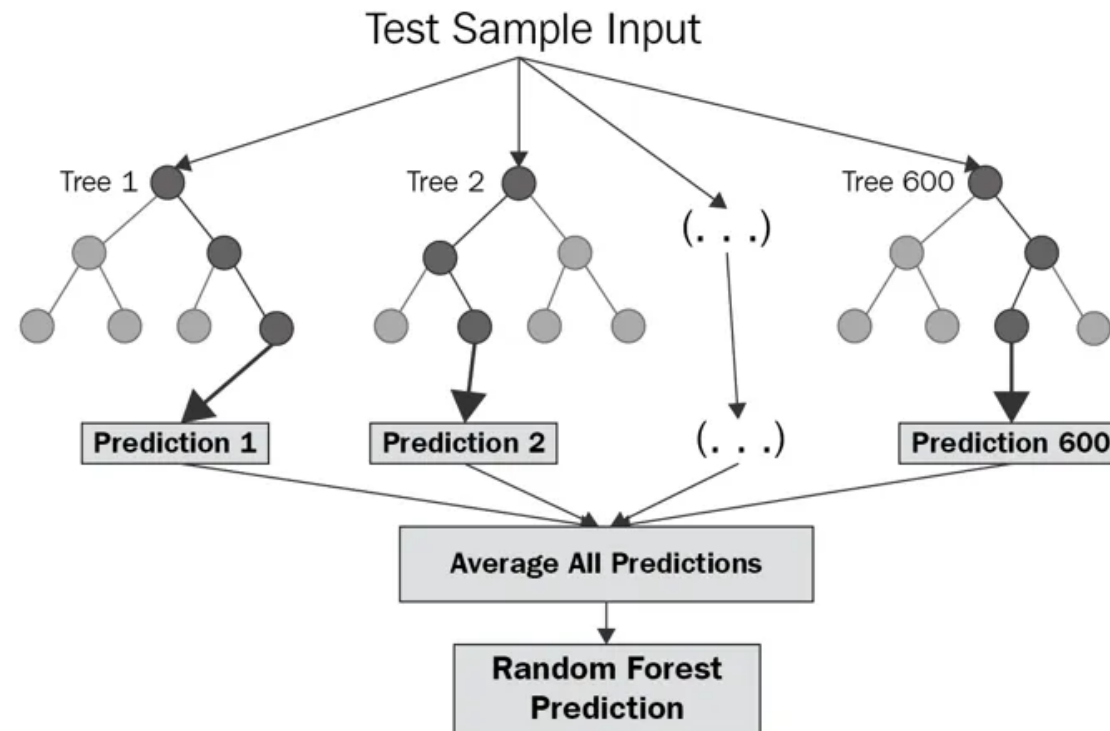 Test Sample Input
Tree 1
Tree 2
(. . .)
Tree 600
Prediction 1
Prediction 2
(. . .)
Prediction 600
Average All Predictions
Random Forest
Prediction